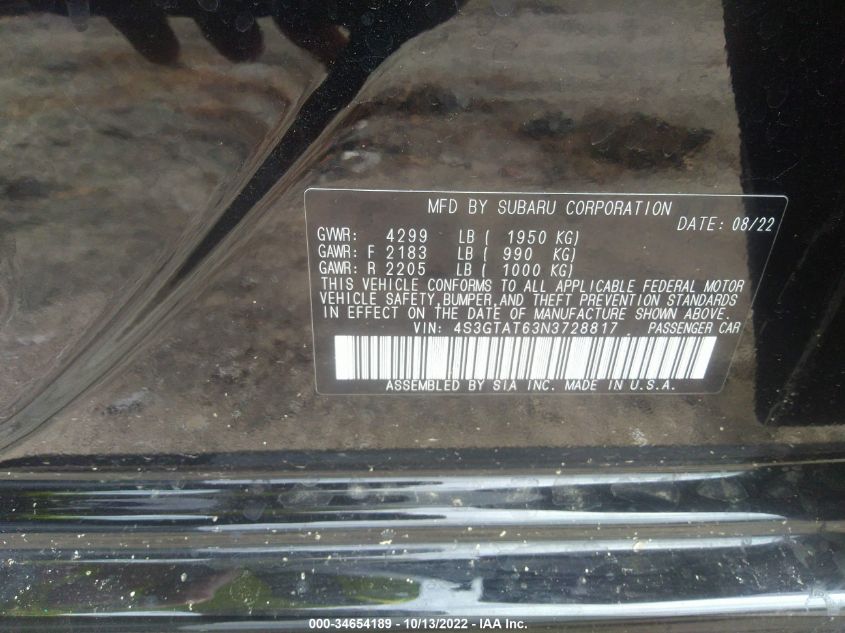 MFD BY SUBARU CORPORATION
DATE: 08/22
GVWR: 4299 LB ( 1950 KG)
GAWR: F 2183 LB ( 990 KG)
GAWR: R 2205 LB ( 1000 KG)
THIS VEHICLE CONFORMS TO ALL APPLICABLE FEDERAL MOTOR
VEHICLE SAFETY, BUMPER, AND THEFT PREVENTION STANDARDS
IN EFFECT ON THE DATE OF MANUFACTURE SHOWN ABOVE.
VIN: 4S3GTAT63N3728817 PASSENGER CAR
ASSEMBLED BY SIA INC. MADE IN U.S.A.
000-34654189 - 10/13/2022 - IAA Inc.